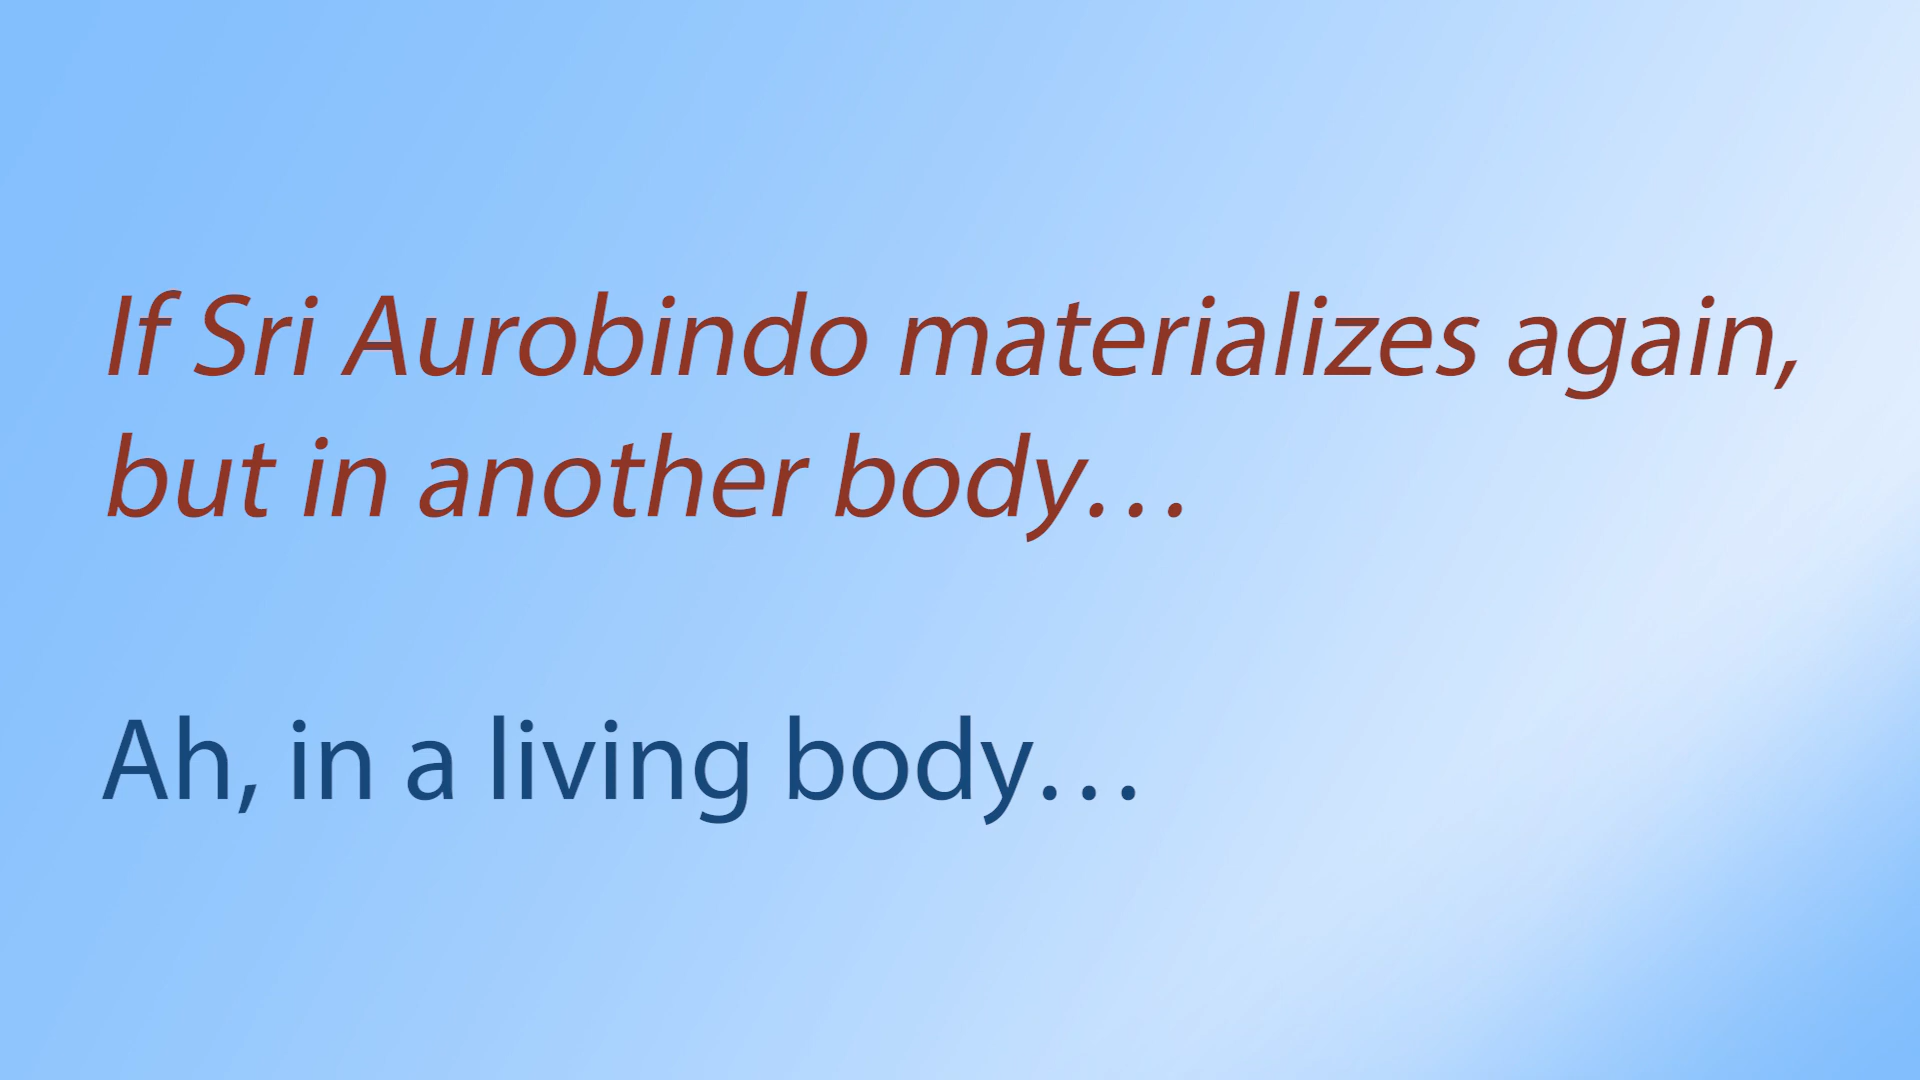 If Sri Aurobindo materializes again,
but in another body…
Ah, in a living body…